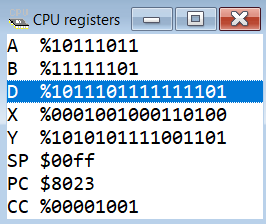 CPU registers
A %10111011
B %11111101
D %1011101111111101
X %0001001000110100
Y %1010101111001101
SP $00ff
PC $8023
CC %00001001